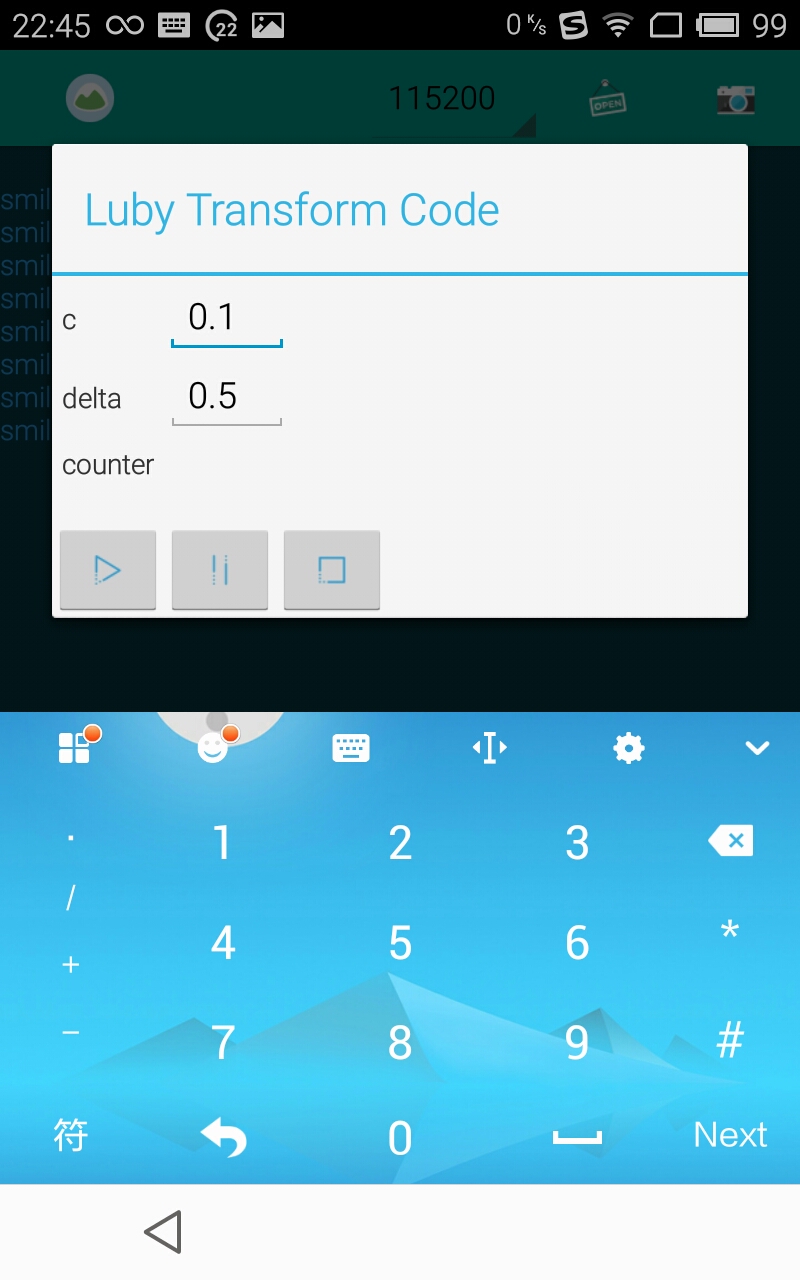 22:45 22 0 K/s S 99
115200 OPEN
Luby Transform Code
smil
smil
smil
smil
smil
smil
smil
smil
c 0.1
delta 0.5
counter
. 1 2 3
/
4 5 6 *
+
7 8 9 #
−
符 0 Next